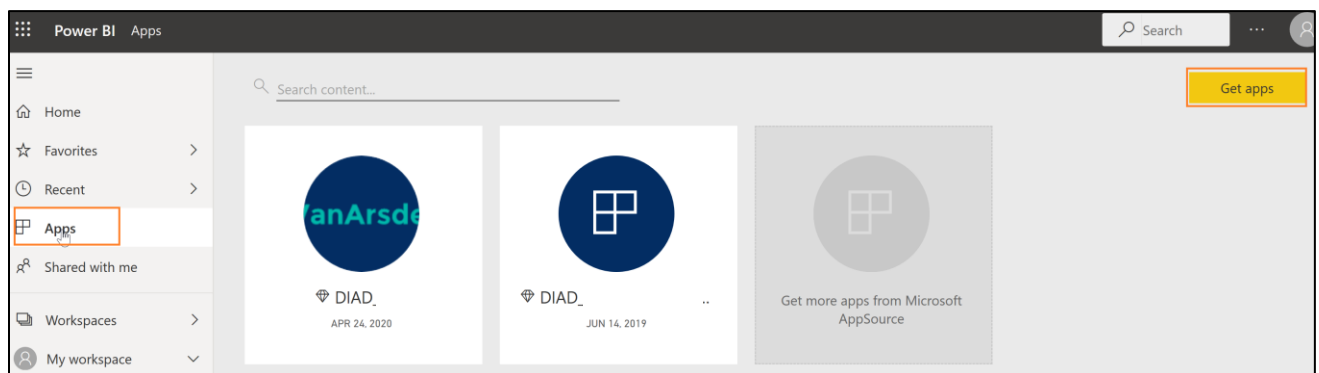 Power BI Apps
Search
...
Search content...
Get apps
Home
Favorites
Recent
Apps
Shared with me
Workspaces
My workspace
VanArsde
DIAD_
APR 24, 2020
DIAD_ ..
JUN 14, 2019
Get more apps from Microsoft
AppSource